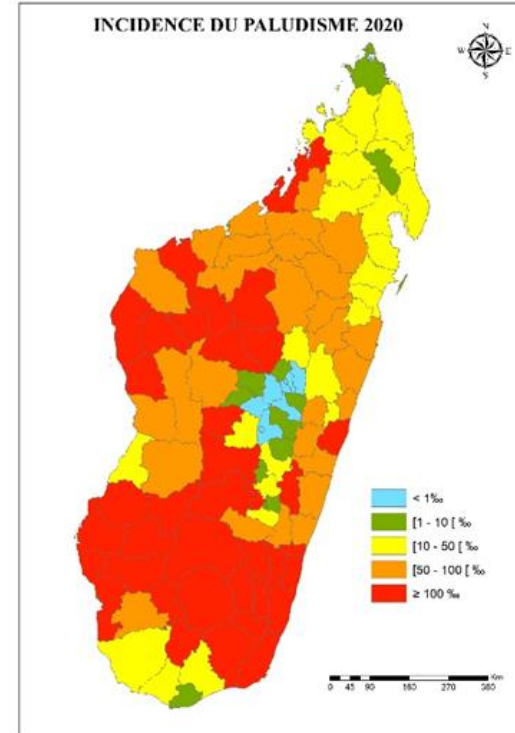 INCIDENCE DU PALUDISME 2020
N
W E
S
< 1‰
[1 - 10 [ ‰
[10 - 50 [ ‰
[50 - 100 [ ‰
≥ 100 ‰
Km
0 45 90 180 270 360